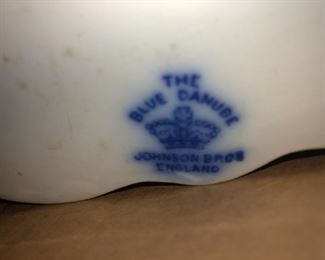 THE
BLUE DANUBE
JOHNSON BROS
ENGLAND